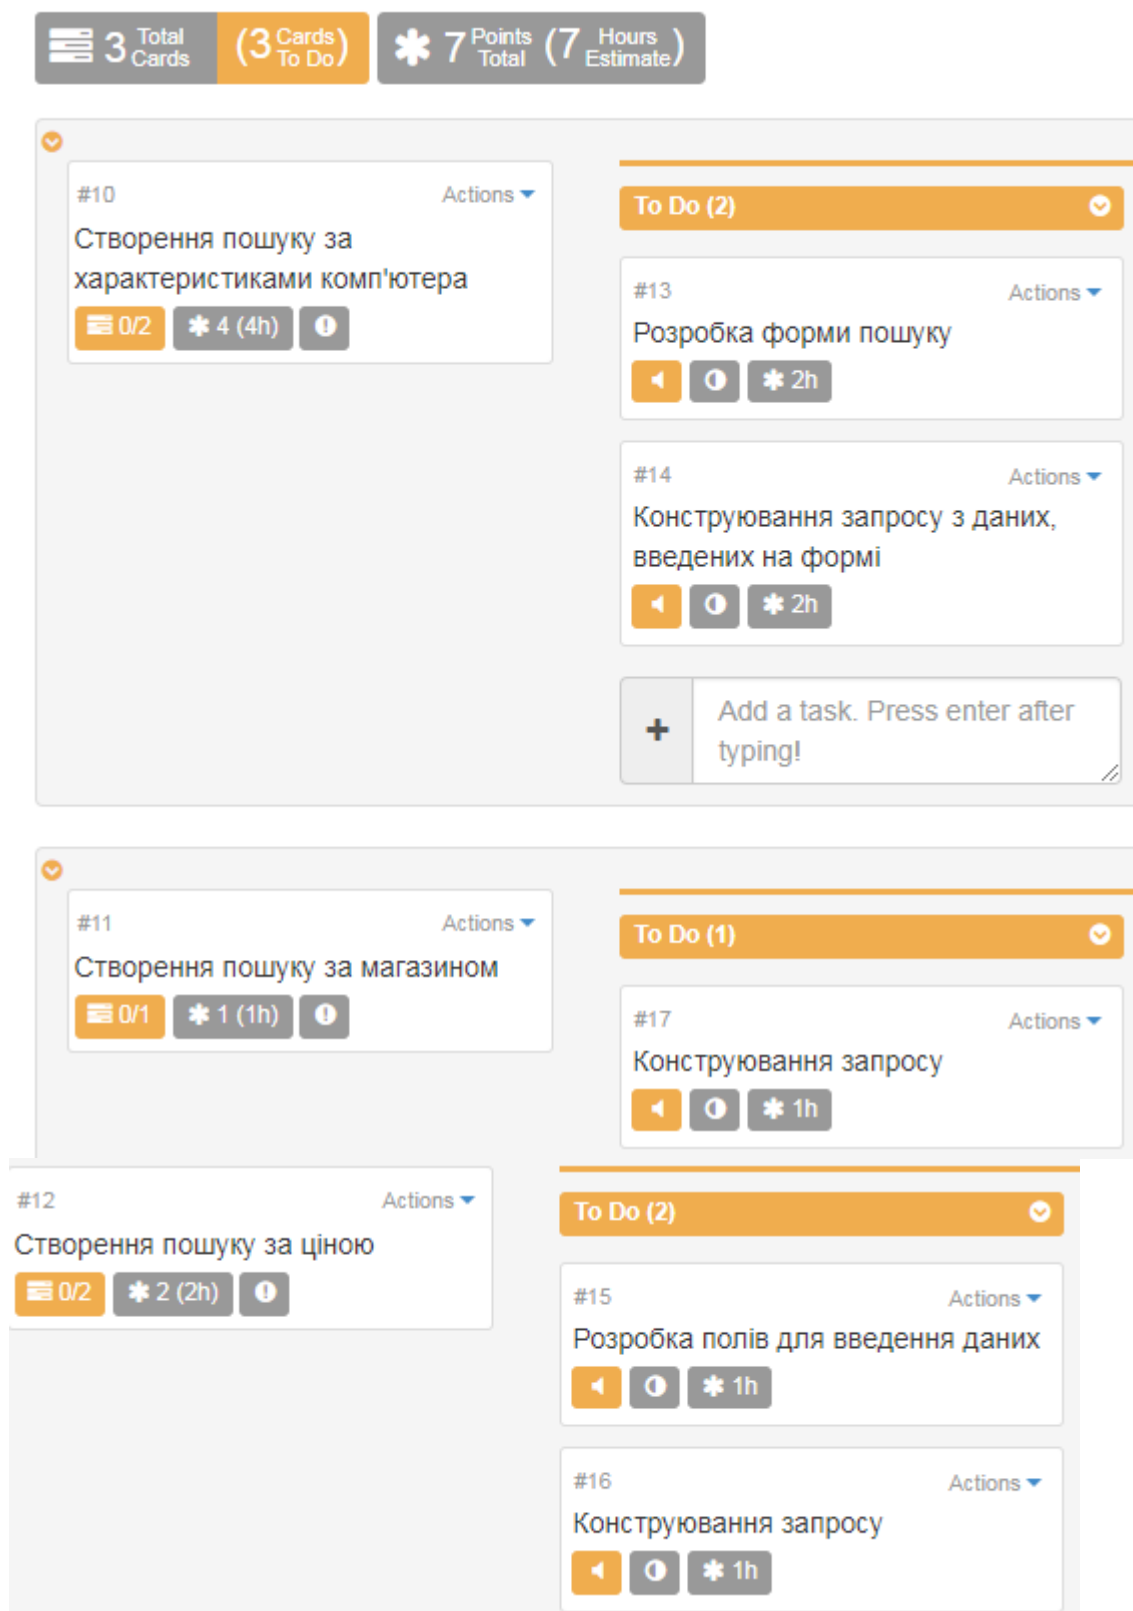 3 Total Cards (3 Cards To Do) 7 Points Total (7 Hours Estimate)
#10 Actions
Створення пошуку за
характеристиками комп'ютера
0/2 4 (4h)
To Do (2)
#13 Actions
Розробка форми пошуку
2h
#14 Actions
Конструювання запросу з даних,
введених на формі
2h
+ Add a task. Press enter after
typing!
#11 Actions
Створення пошуку за магазином
0/1 1 (1h)
To Do (1)
#17 Actions
Конструювання запросу
1h
#12 Actions
Створення пошуку за ціною
0/2 2 (2h)
To Do (2)
#15 Actions
Розробка полів для введення даних
1h
#16 Actions
Конструювання запросу
1h